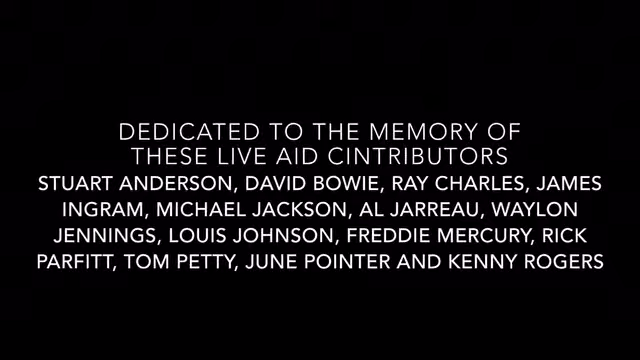 DEDICATED TO THE MEMORY OF
THESE LIVE AID CINTRIBUTORS
STUART ANDERSON, DAVID BOWIE, RAY CHARLES, JAMES
INGRAM, MICHAEL JACKSON, AL JARREAU, WAYLON
JENNINGS, LOUIS JOHNSON, FREDDIE MERCURY, RICK
PARFITT, TOM PETTY, JUNE POINTER AND KENNY ROGERS